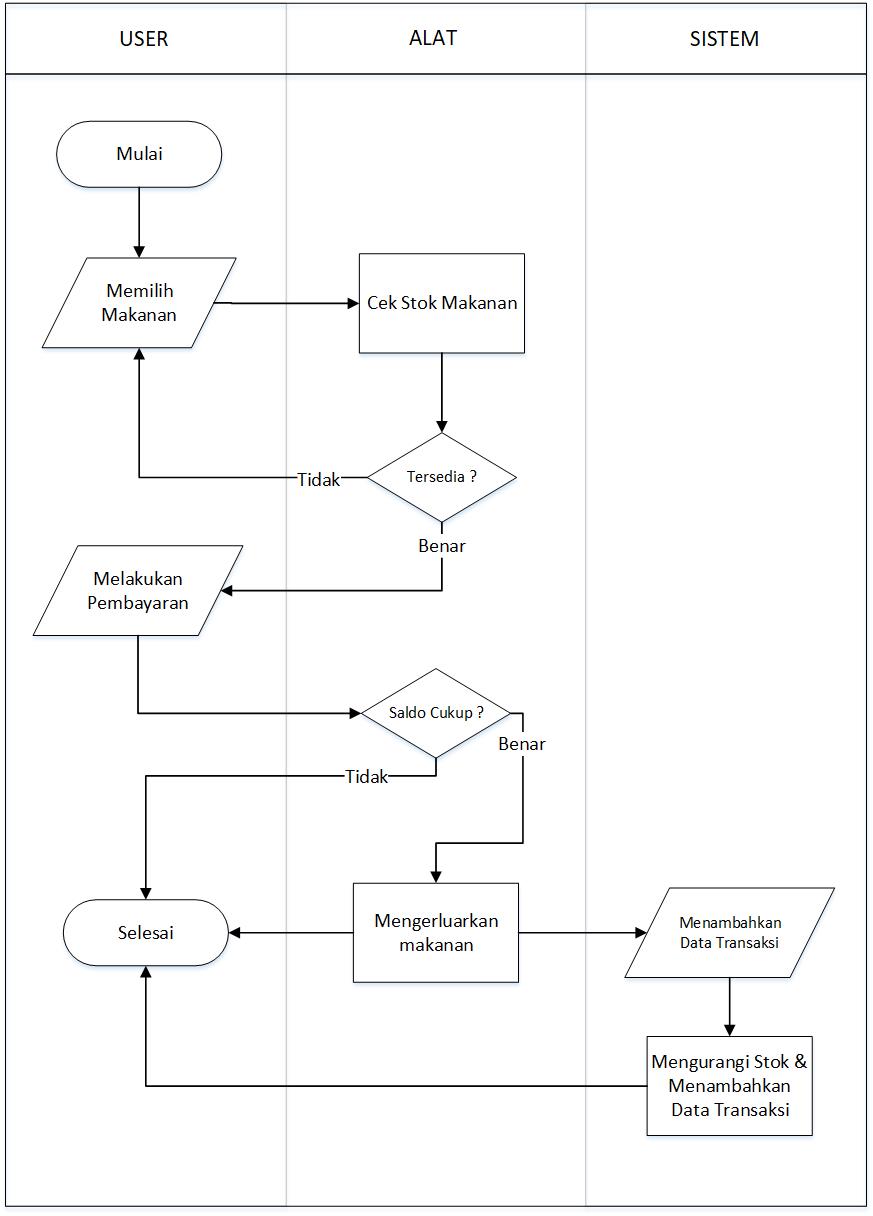 USER
ALAT
SISTEM
Mulai
Memilih
Makanan
Cek Stok Makanan
Tersedia ?
Tidak
Benar
Melakukan
Pembayaran
Saldo Cukup ?
Benar
Tidak
Selesai
Mengerluarkan
makanan
Menambahkan
Data Transaksi
Mengurangi Stok &
Menambahkan
Data Transaksi